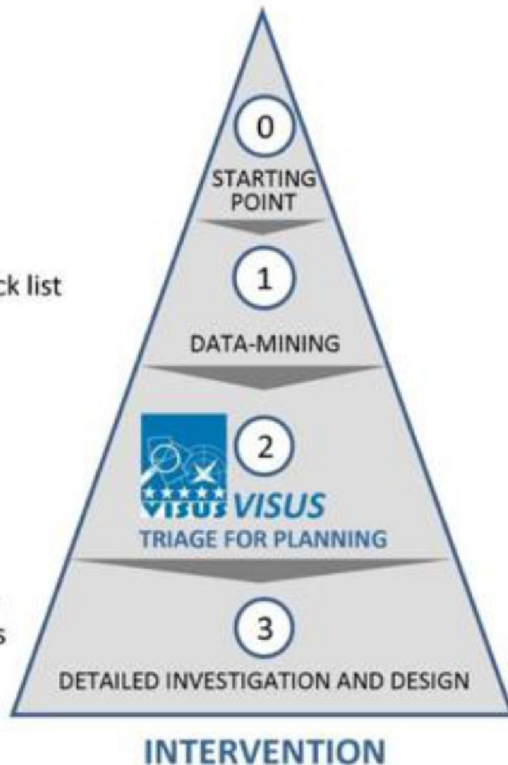 0
STARTING
POINT
ck list
1
DATA-MINING
2
VISUS VISUS
TRIAGE FOR PLANNING
s
3
DETAILED INVESTIGATION AND DESIGN
INTERVENTION